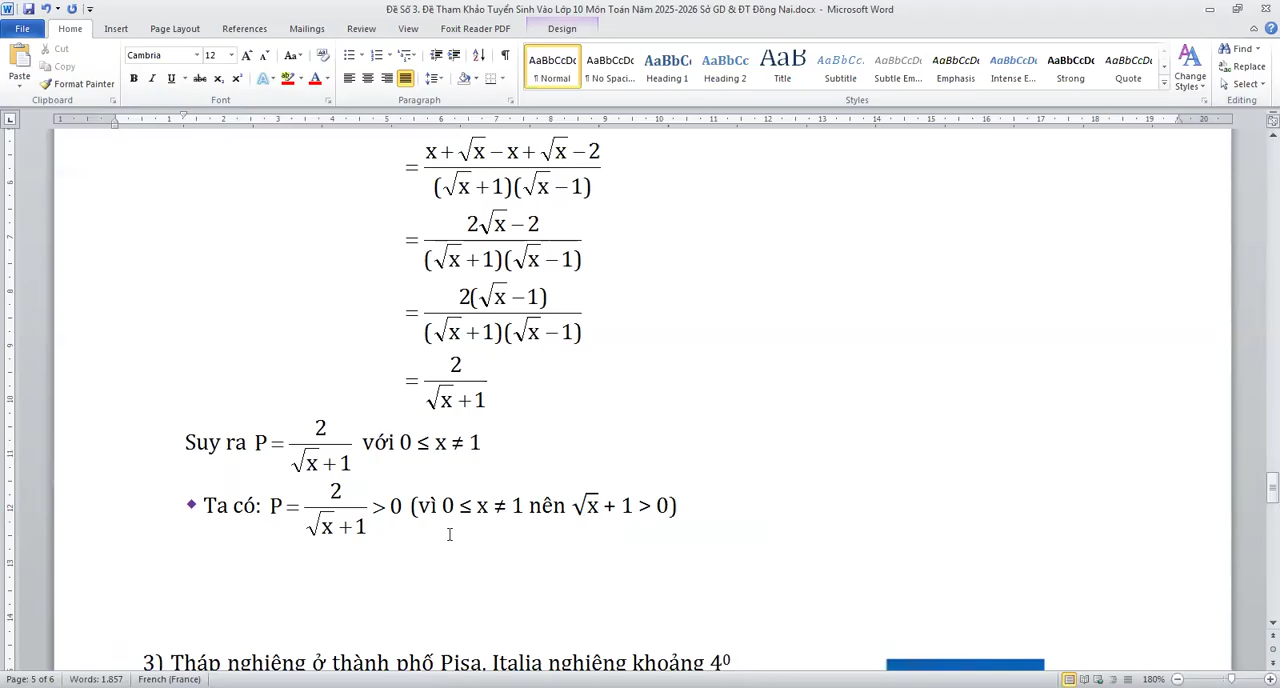 Đề Số 3. Đề Tham Khảo Tuyển Sinh Vào Lớp 10 Môn Toán Năm 2025-2026 Sở GD & ĐT Đồng Nai.docx - Microsoft Word
File Home Insert Page Layout References Mailings Review View Foxit Reader PDF Design
Cut
Copy
Format Painter
Paste
Clipboard
Cambria 12
Font
Paragraph
AaBbCcDc AaBbCcDc AaBbCc AaBbCc AaB AaBbCc. AaBbCcDc AaBbCcDc AaBbCcDc AaBbCcDc AaBbCcDc
¶ Normal ¶ No Spaci... Heading 1 Heading 2 Title Subtitle Subtle Em... Emphasis Intense E... Strong Quote
Change Styles
Styles
Find
Replace
Select
Editing
= (x + √x − x + √x − 2) / ((√x + 1)(√x − 1))
= (2√x − 2) / ((√x + 1)(√x − 1))
= 2(√x − 1) / ((√x + 1)(√x − 1))
= 2 / (√x + 1)
Suy ra P = 2 / (√x + 1) với 0 ≤ x ≠ 1
◆ Ta có: P = 2 / (√x + 1) > 0 (vì 0 ≤ x ≠ 1 nên √x + 1 > 0)
3) Tháp nghiêng ở thành phố Pisa, Italia nghiêng khoảng 4⁰
Page: 5 of 6 Words: 1.857 French (France) 180%